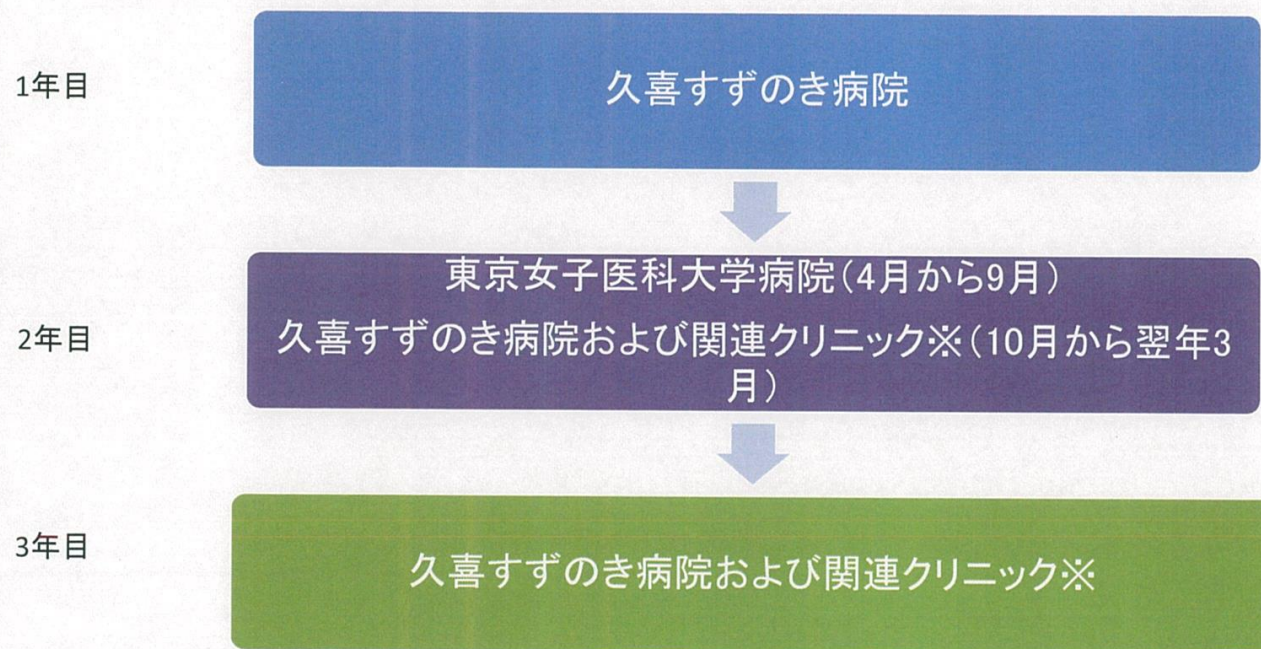 1年目
久喜すずのき病院
2年目
東京女子医科大学病院(4月から9月)
久喜すずのき病院および関連クリニック※(10月から翌年3
月)
3年目
久喜すずのき病院および関連クリニック※